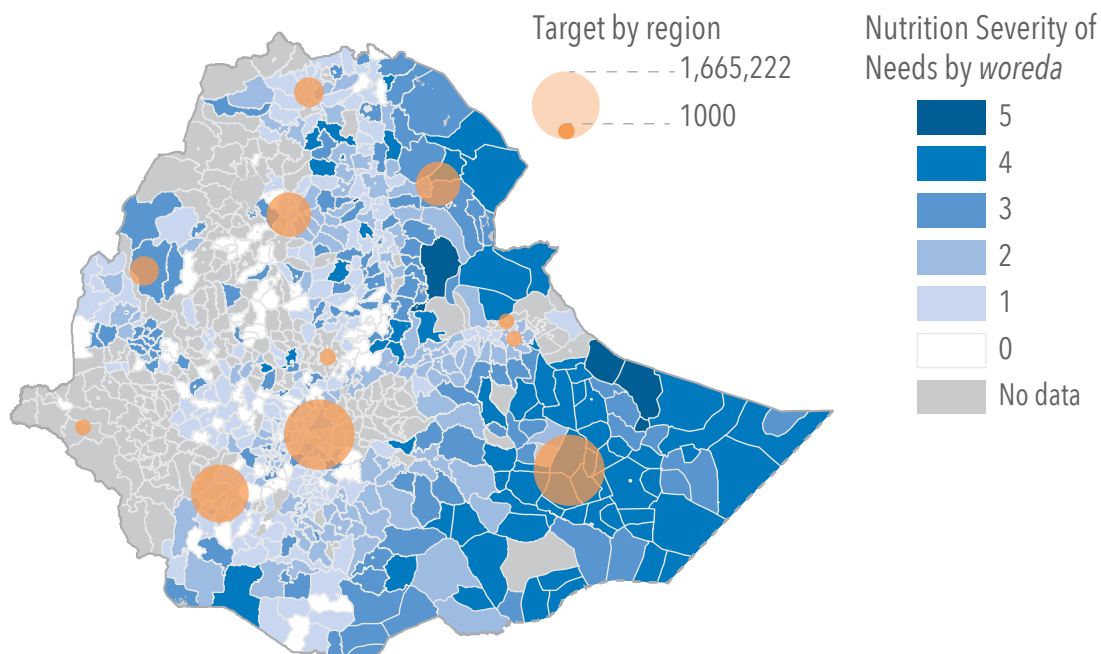 Target by region
1,665,222
1000
Nutrition Severity of
Needs by woreda
5
4
3
2
1
0
No data